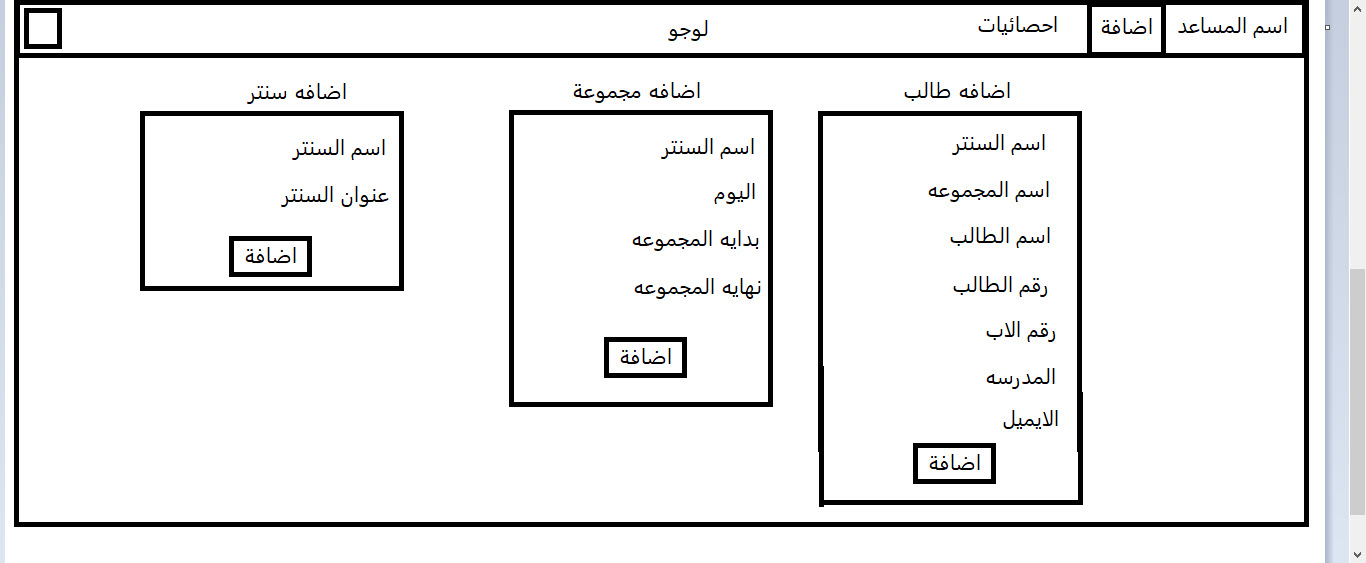 اسم المساعد
اضافة
احصائيات
لوجو
اضافه طالب
اسم السنتر
اسم المجموعه
اسم الطالب
رقم الطالب
رقم الاب
المدرسه
الايميل
اضافة
اضافه مجموعة
اسم السنتر
اليوم
بدايه المجموعه
نهايه المجموعه
اضافة
اضافه سنتر
اسم السنتر
عنوان السنتر
اضافة